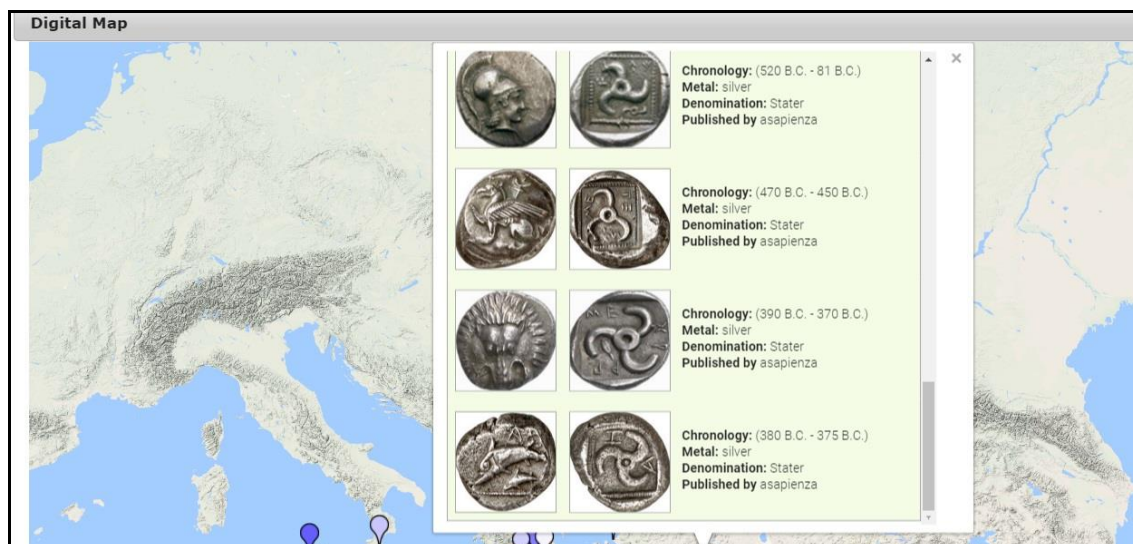 Digital Map
×
Chronology: (520 B.C. - 81 B.C.)
Metal: silver
Denomination: Stater
Published by asapienza
Chronology: (470 B.C. - 450 B.C.)
Metal: silver
Denomination: Stater
Published by asapienza
Chronology: (390 B.C. - 370 B.C.)
Metal: silver
Denomination: Stater
Published by asapienza
Chronology: (380 B.C. - 375 B.C.)
Metal: silver
Denomination: Stater
Published by asapienza